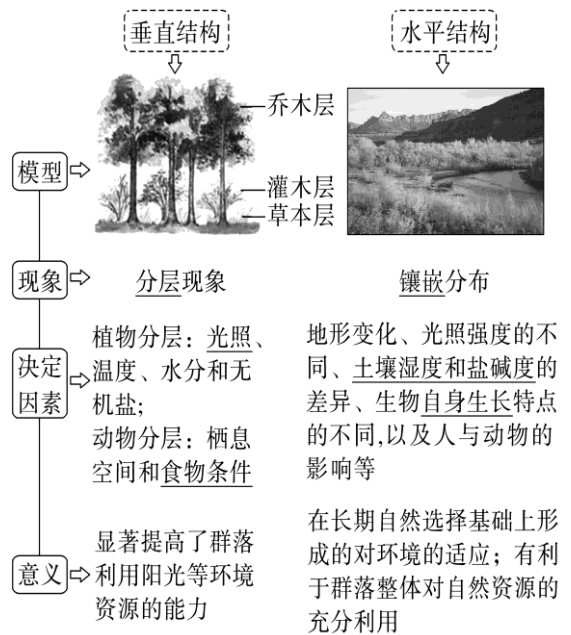 垂直结构
水平结构
乔木层
灌木层
草本层
模型
现象
分层现象
镶嵌分布
决定
因素
植物分层：光照、
温度、水分和无
机盐;
动物分层：栖息
空间和食物条件
地形变化、光照强度的不
同、土壤湿度和盐碱度的
差异、生物自身生长特点
的不同,以及人与动物的
影响等
意义
显著提高了群落
利用阳光等环境
资源的能力
在长期自然选择基础上形
成的对环境的适应；有利
于群落整体对自然资源的
充分利用